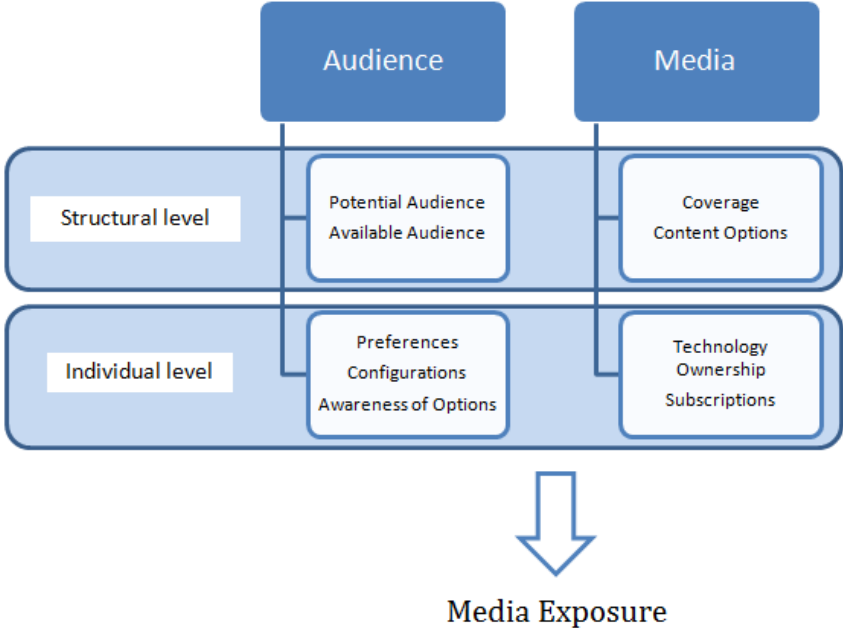 Audience
Media
Structural level
Potential Audience
Available Audience
Coverage
Content Options
Individual level
Preferences
Configurations
Awareness of Options
Technology
Ownership
Subscriptions
Media Exposure